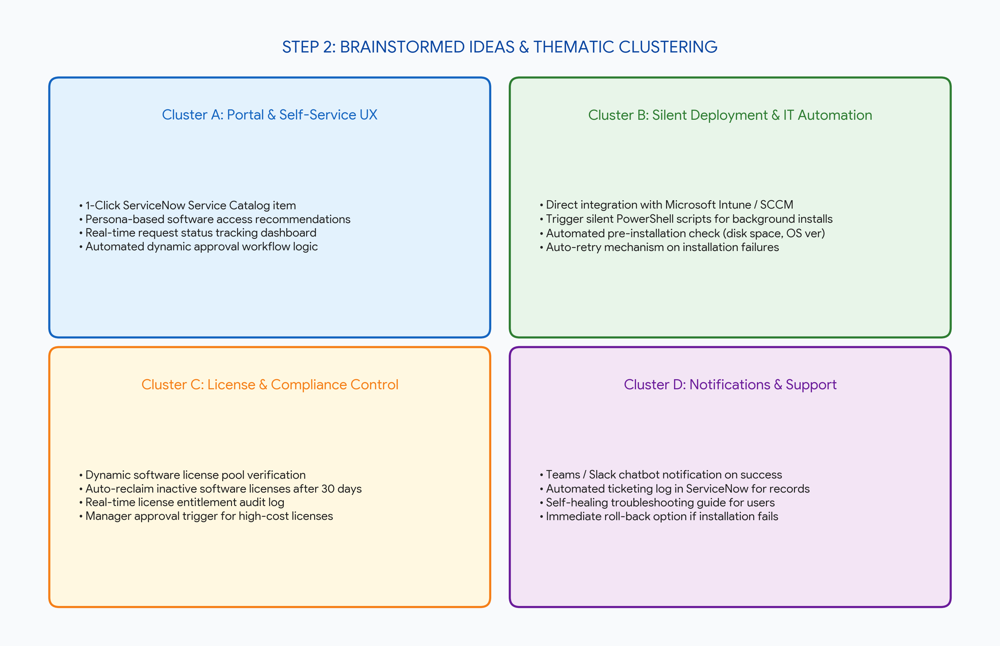 STEP 2: BRAINSTORMED IDEAS & THEMATIC CLUSTERING
Cluster A: Portal & Self-Service UX
• 1-Click ServiceNow Service Catalog item
• Persona-based software access recommendations
• Real-time request status tracking dashboard
• Automated dynamic approval workflow logic
Cluster B: Silent Deployment & IT Automation
• Direct integration with Microsoft Intune / SCCM
• Trigger silent PowerShell scripts for background installs
• Automated pre-installation check (disk space, OS ver)
• Auto-retry mechanism on installation failures
Cluster C: License & Compliance Control
• Dynamic software license pool verification
• Auto-reclaim inactive software licenses after 30 days
• Real-time license entitlement audit log
• Manager approval trigger for high-cost licenses
Cluster D: Notifications & Support
• Teams / Slack chatbot notification on success
• Automated ticketing log in ServiceNow for records
• Self-healing troubleshooting guide for users
• Immediate roll-back option if installation fails